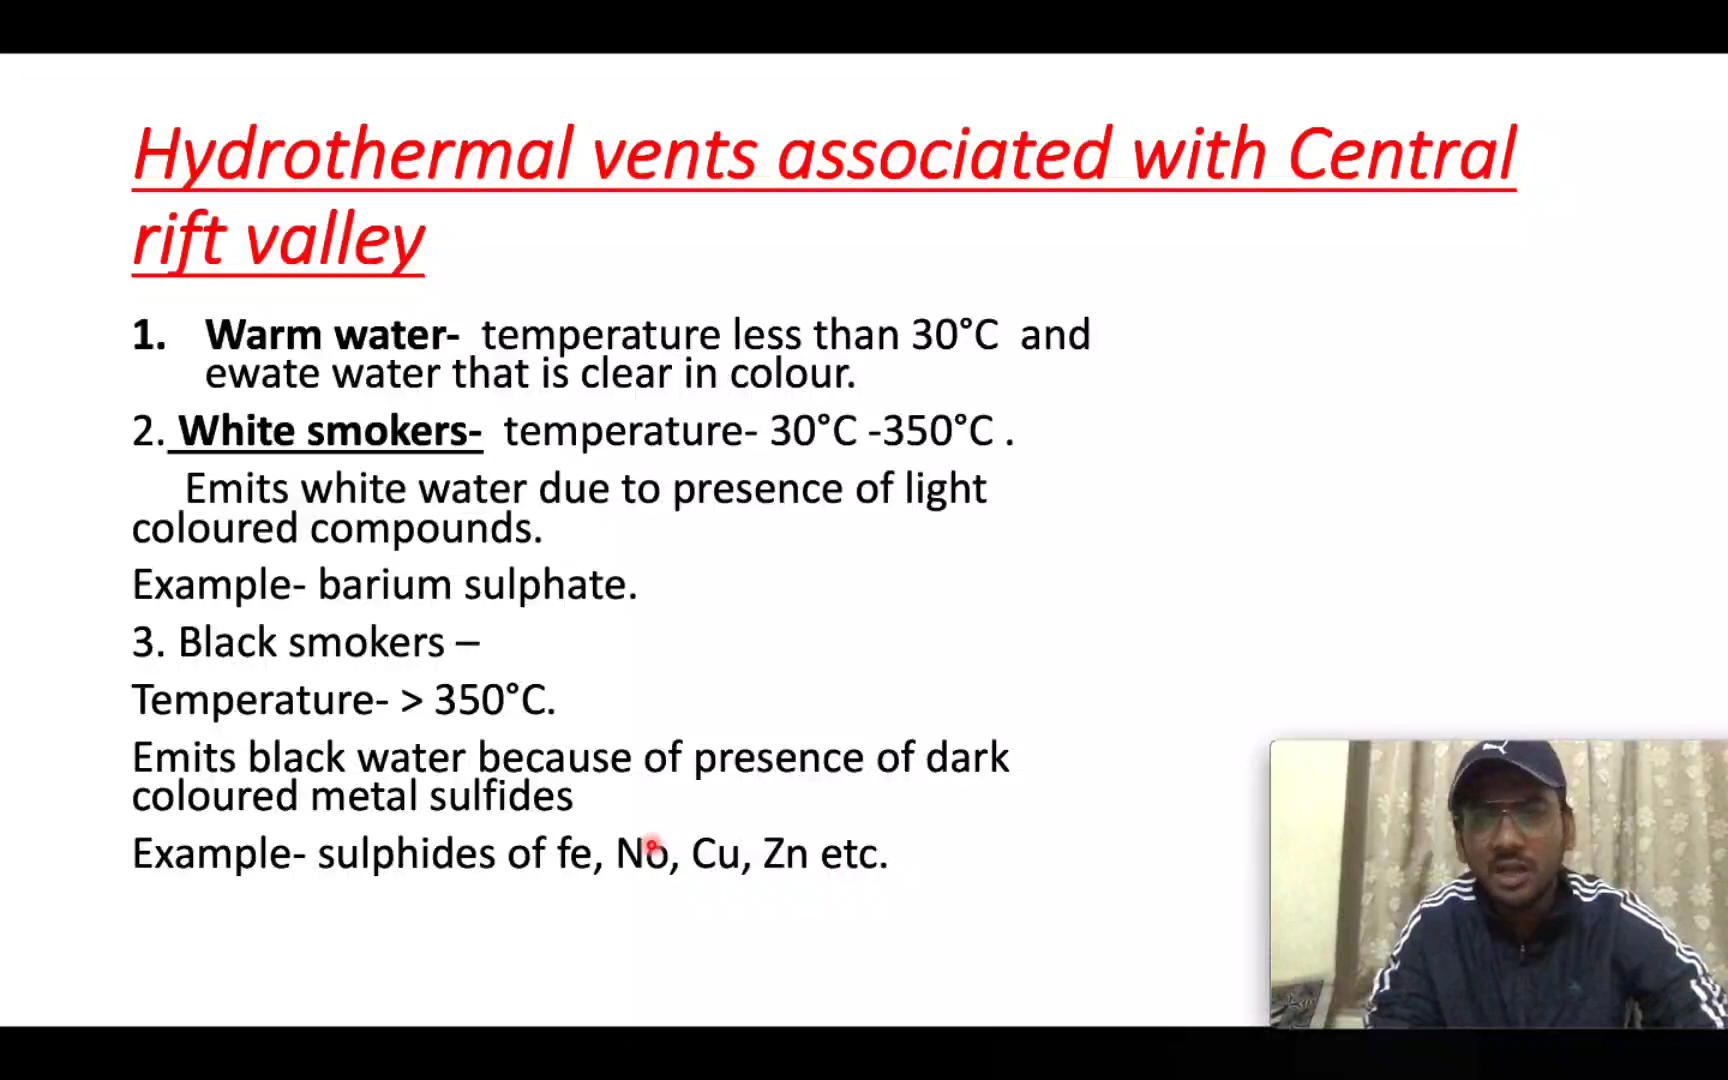 Hydrothermal vents associated with Central
rift valley
1. Warm water- temperature less than 30°C and
ewate water that is clear in colour.
2. White smokers- temperature- 30°C -350°C .
Emits white water due to presence of light
coloured compounds.
Example- barium sulphate.
3. Black smokers –
Temperature- > 350°C.
Emits black water because of presence of dark
coloured metal sulfides
Example- sulphides of fe, No, Cu, Zn etc.